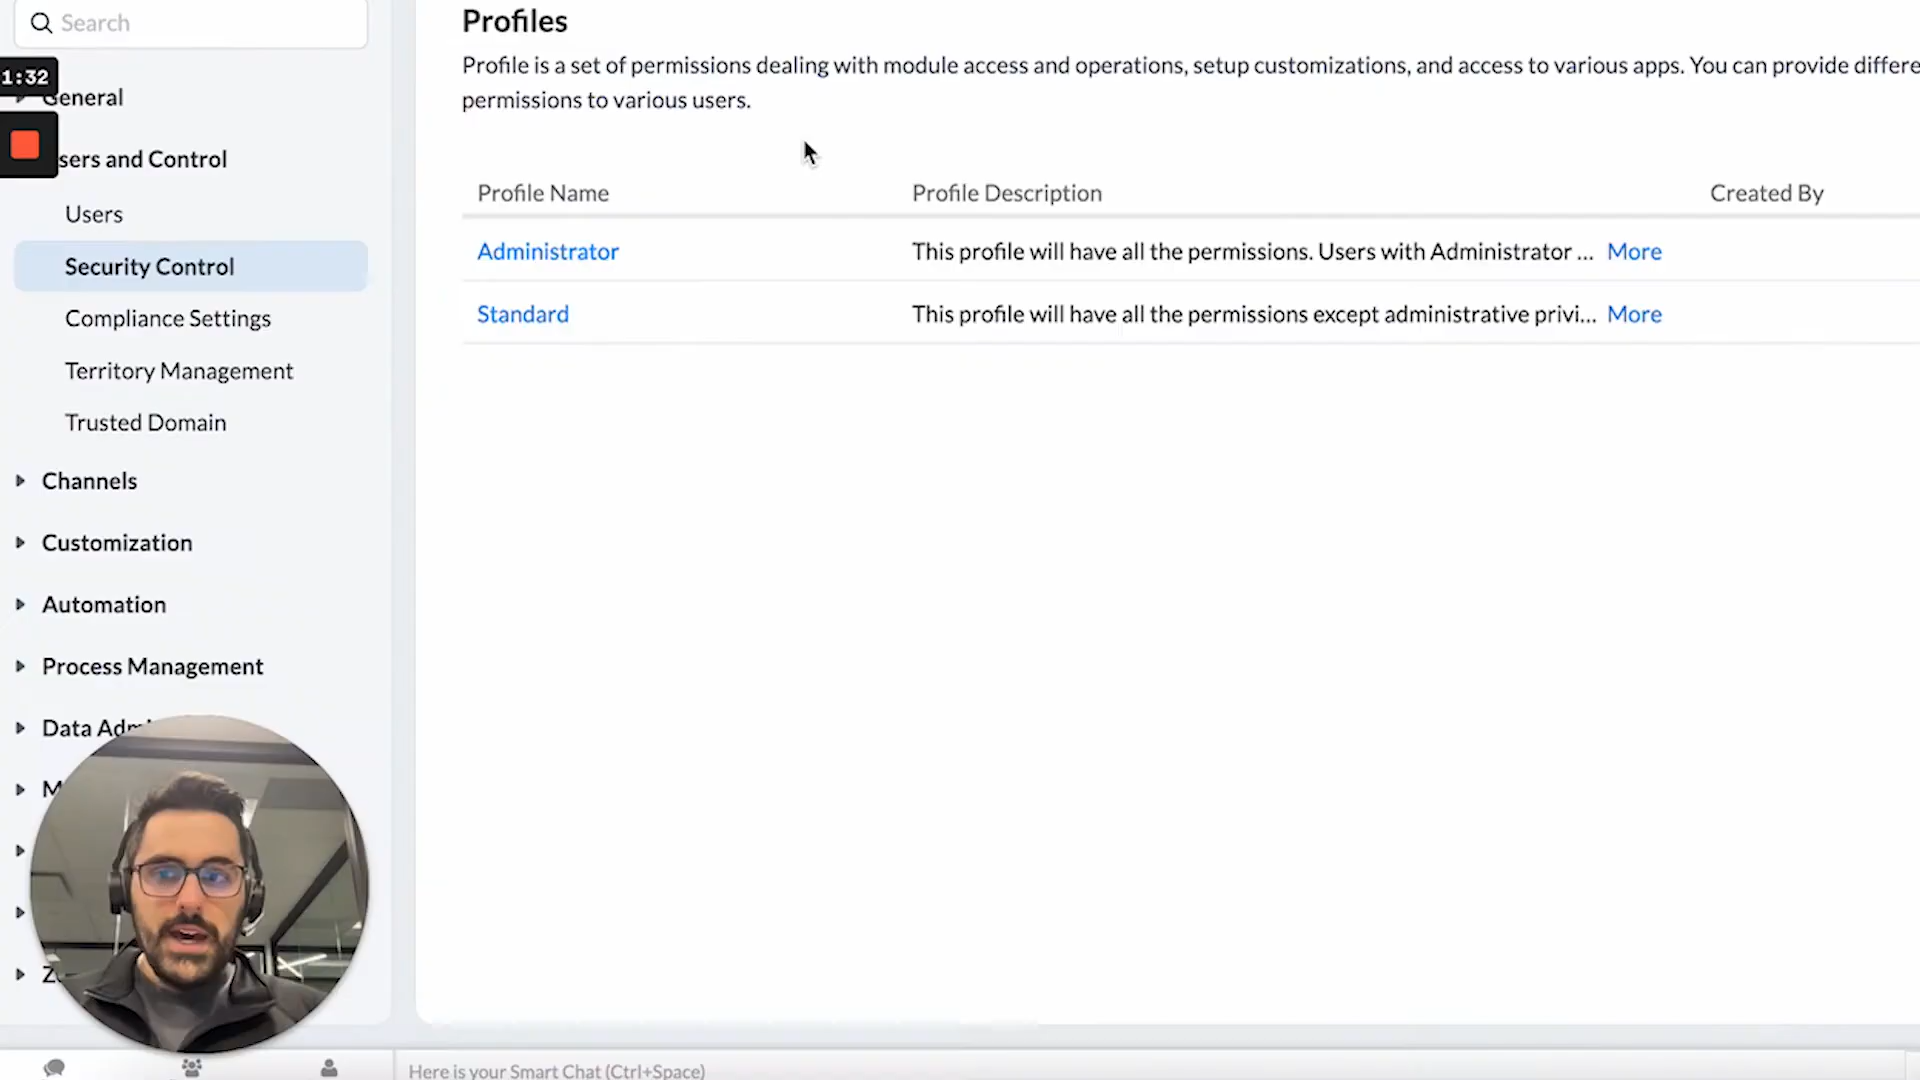 Search
1:32
General
sers and Control
Users
Security Control
Compliance Settings
Territory Management
Trusted Domain
Channels
Customization
Automation
Process Management
Data Adm
M
Z
Profiles
Profile is a set of permissions dealing with module access and operations, setup customizations, and access to various apps. You can provide differe
permissions to various users.
Profile Name Profile Description Created By
Administrator This profile will have all the permissions. Users with Administrator ... More
Standard This profile will have all the permissions except administrative privi... More
Here is your Smart Chat (Ctrl+Space)